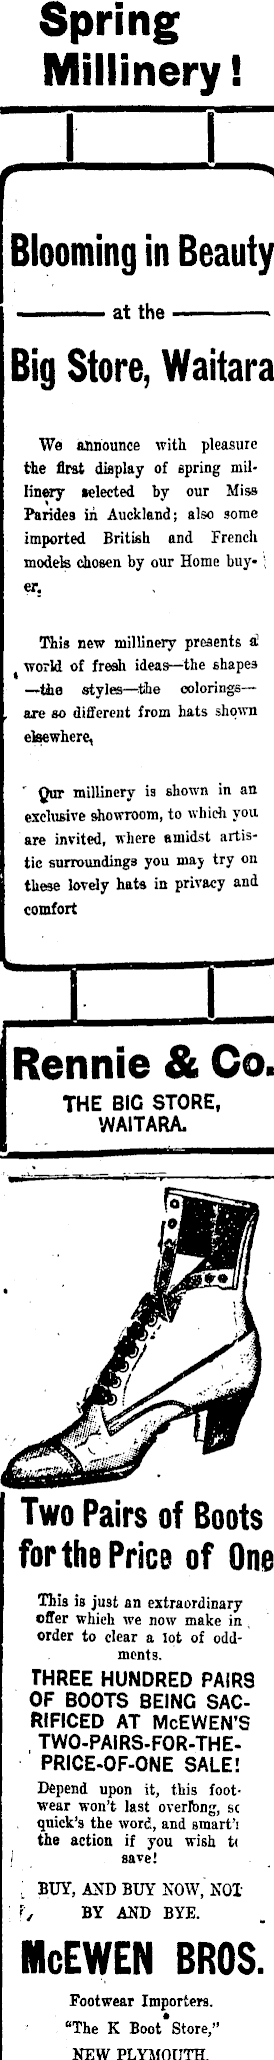 Spring
Millinery!
Blooming in Beauty
at the
Big Store, Waitara
We announce with pleasure
the first display of spring mil-
linery selected by our Miss
Parides in Auckland; also some
imported British and French
models chosen by our Home buy-
er.
This new millinery presents a
world of fresh ideas—the shapes
—the styles—the colorings—
are so different from hats shown
elsewhere,
Our millinery is shown in an
exclusive showroom, to which you
are invited, where amidst artis-
tic surroundings you may try on
these lovely hats in privacy and
comfort
Rennie & Co.
THE BIG STORE,
WAITARA.
Two Pairs of Boots
for the Price of One
This is just an extraordinary
offer which we now make in
order to clear a lot of odd-
ments.
THREE HUNDRED PAIRS
OF BOOTS BEING SAC-
RIFICED AT McEWEN'S
TWO-PAIRS-FOR-THE-
PRICE-OF-ONE SALE!
Depend upon it, this foot-
wear won't last overlong, so
quick's the word, and smart's
the action if you wish to
save!
BUY, AND BUY NOW, NOT
BY AND BYE.
McEWEN BROS.
Footwear Importers.
"The K Boot Store,"
NEW PLYMOUTH.